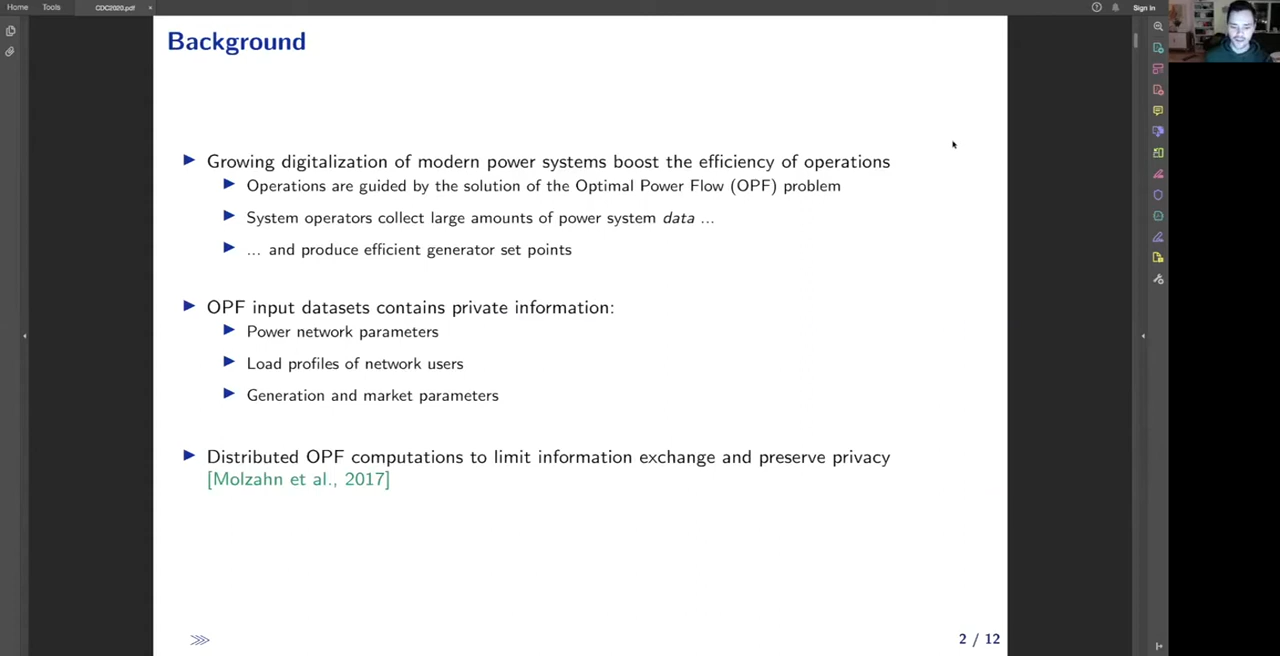 Home Tools CDC2020.pdf × Sign In
Background
Growing digitalization of modern power systems boost the efficiency of operations
Operations are guided by the solution of the Optimal Power Flow (OPF) problem
System operators collect large amounts of power system data ...
... and produce efficient generator set points
OPF input datasets contains private information:
Power network parameters
Load profiles of network users
Generation and market parameters
Distributed OPF computations to limit information exchange and preserve privacy
[Molzahn et al., 2017]
2 / 12